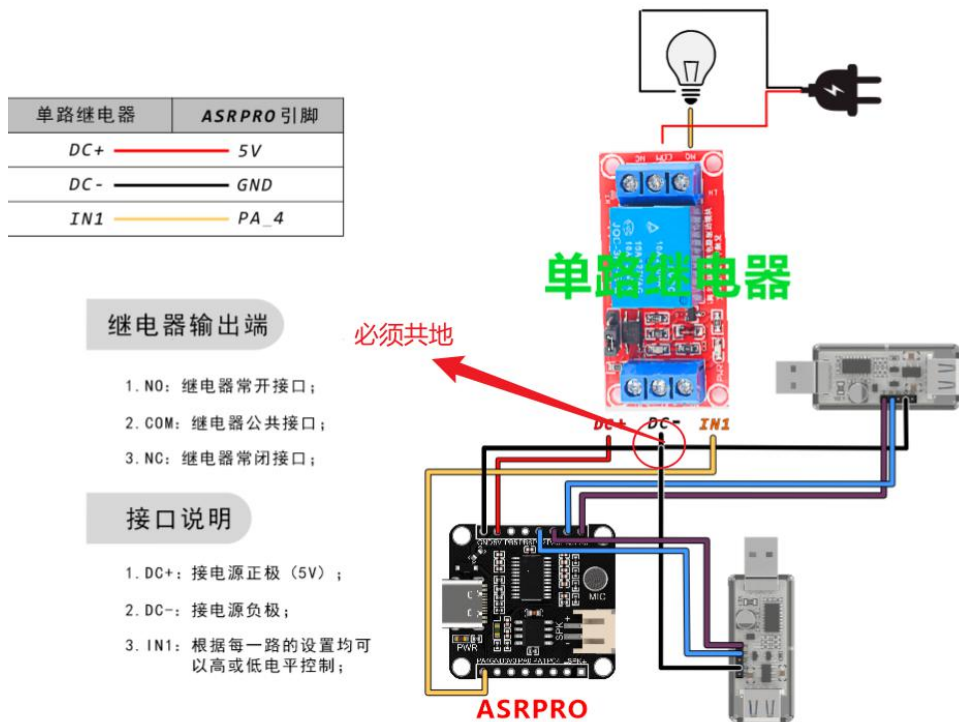 单路继电器 ASRPRO引脚
DC+ 5V
DC- GND
IN1 PA_4
继电器输出端
1.NO: 继电器常开接口;
2.COM: 继电器公共接口;
3.NC: 继电器常闭接口;
接口说明
1.DC+: 接电源正极 (5V) ;
2.DC-: 接电源负极;
3.IN1: 根据每一路的设置均可
以高或低电平控制;
必须共地
NC COM NO
单路继电器
PWR
DC+ DC- IN1
MIC
SPK
+
-
PWR
ASRPRO